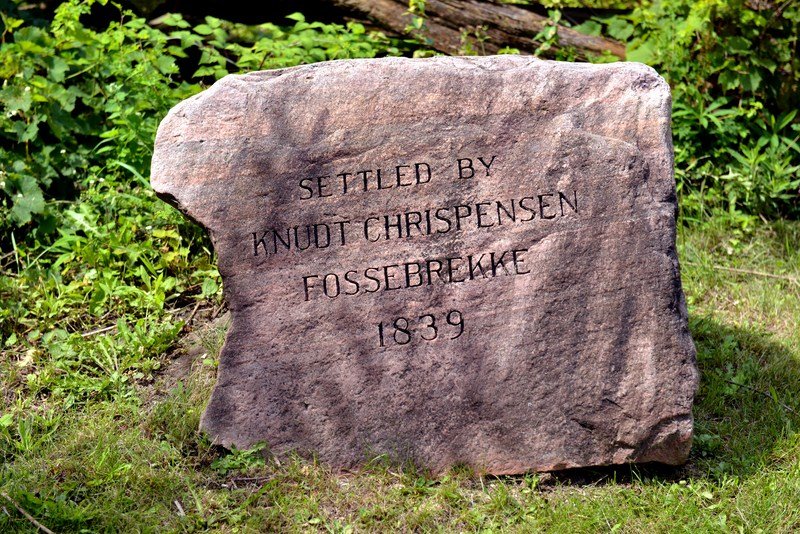 SETTLED BY
KNUDT CHRISPENSEN
FOSSEBREKKE
1839